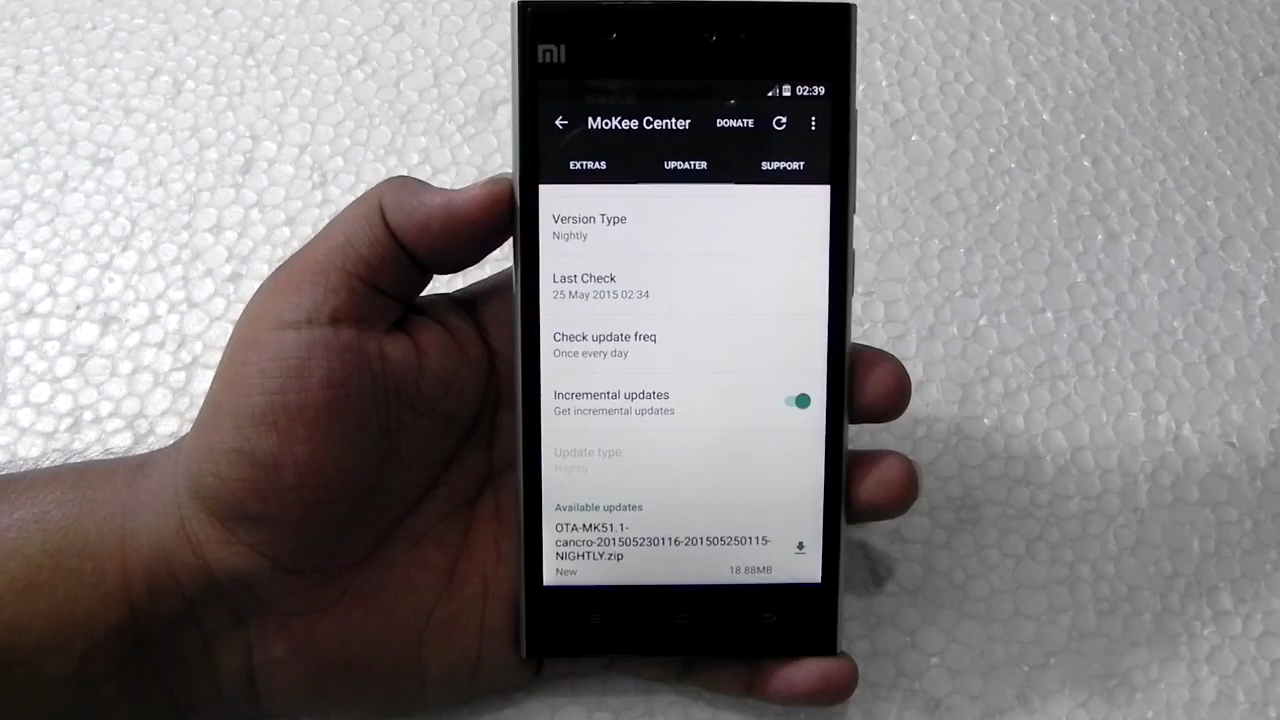 mi
02:39
MoKee Center DONATE
EXTRAS UPDATER SUPPORT
Version Type
Nightly
Last Check
25 May 2015 02:34
Check update freq
Once every day
Incremental updates
Get incremental updates
Update type
Nightly
Available updates
OTA-MK51.1-
cancro-201505230116-201505250115-
NIGHTLY.zip
New 18.88MB